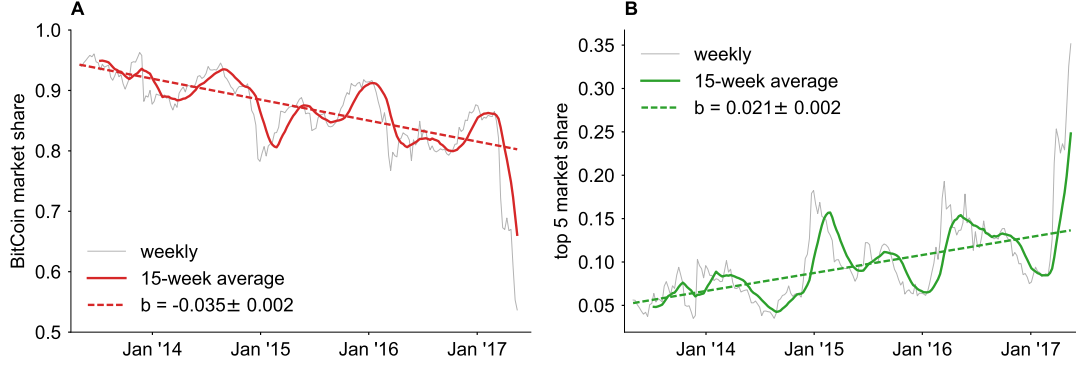 A
BitCoin market share
1.0
0.9
0.8
0.7
0.6
0.5
weekly
15-week average
b = -0.035± 0.002
Jan '14 Jan '15 Jan '16 Jan '17
B
top 5 market share
0.35
0.30
0.25
0.20
0.15
0.10
0.05
weekly
15-week average
b = 0.021± 0.002
Jan '14 Jan '15 Jan '16 Jan '17